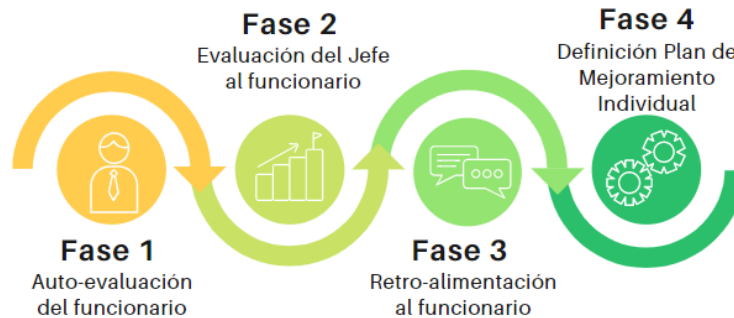 Fase 1
Auto-evaluación
del funcionario
Fase 2
Evaluación del Jefe
al funcionario
Fase 3
Retro-alimentación
al funcionario
Fase 4
Definición Plan de
Mejoramiento
Individual